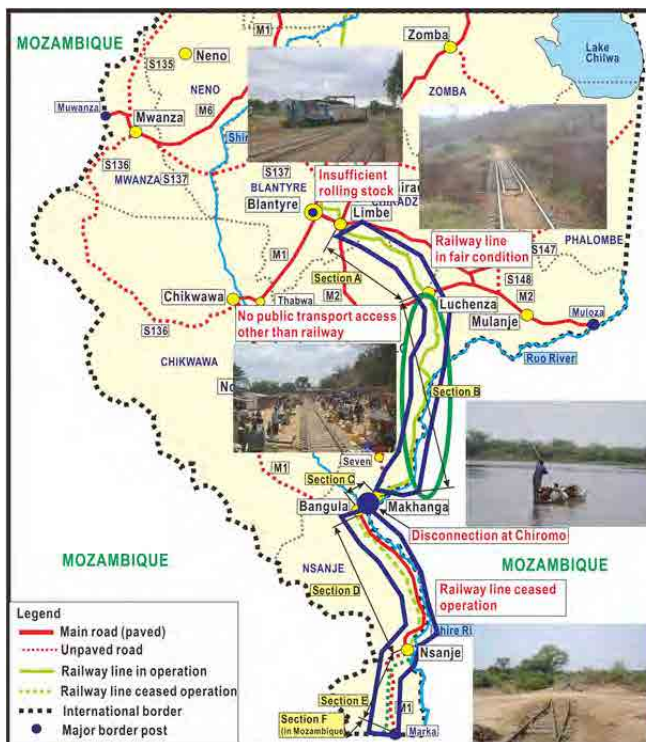 MOZAMBIQUE
M1
Zomba
Lake
Chilwa
S135
Neno
NENO
ZOMBA
Muwanza
Mwanza
M6
S136
MWANZA
S137
S137
BLANTYRE
Insufficient
rolling stock
Blantyre
Limbe
Railway line
in fair condition
S147
PHALOMBE
M1
Section A
S148
Chikwawa
Thabwa
M2
Luchenza
M2
Mulanje
Muloza
No public transport access
other than railway
S136
CHIKWAWA
Ruo River
Section B
Seven
M1
Section C
Bangula
Makhanga
Disconnection at Chiromo
MOZAMBIQUE
MOZAMBIQUE
NSANJE
Section D
Railway line ceased
operation
Legend
Main road (paved)
Unpaved road
Railway line in operation
Railway line ceased operation
International border
Major border post
Nsanje
Section E
M1
Section F
(in Mozambique)
Marka